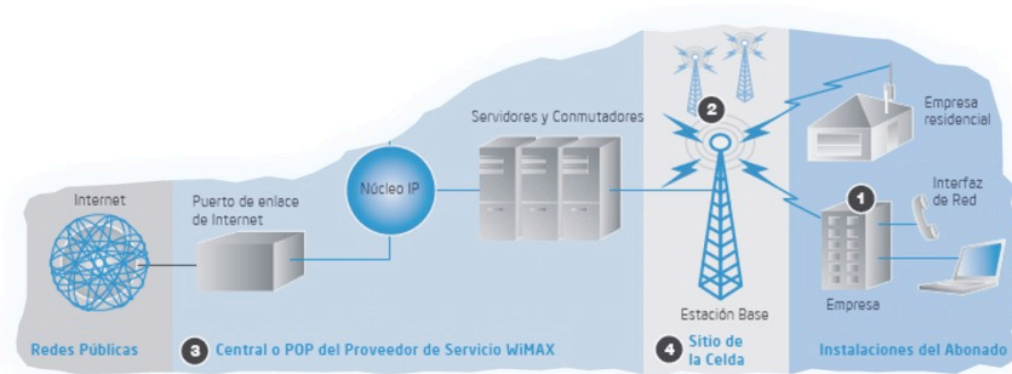 Internet
Puerto de enlace
de Internet
Núcleo IP
Servidores y Conmutadores
2
Empresa
residencial
1
Interfaz
de Red
Empresa
Estación Base
Redes Públicas
3 Central o POP del Proveedor de Servicio WiMAX
4 Sitio de
la Celda
Instalaciones del Abonado